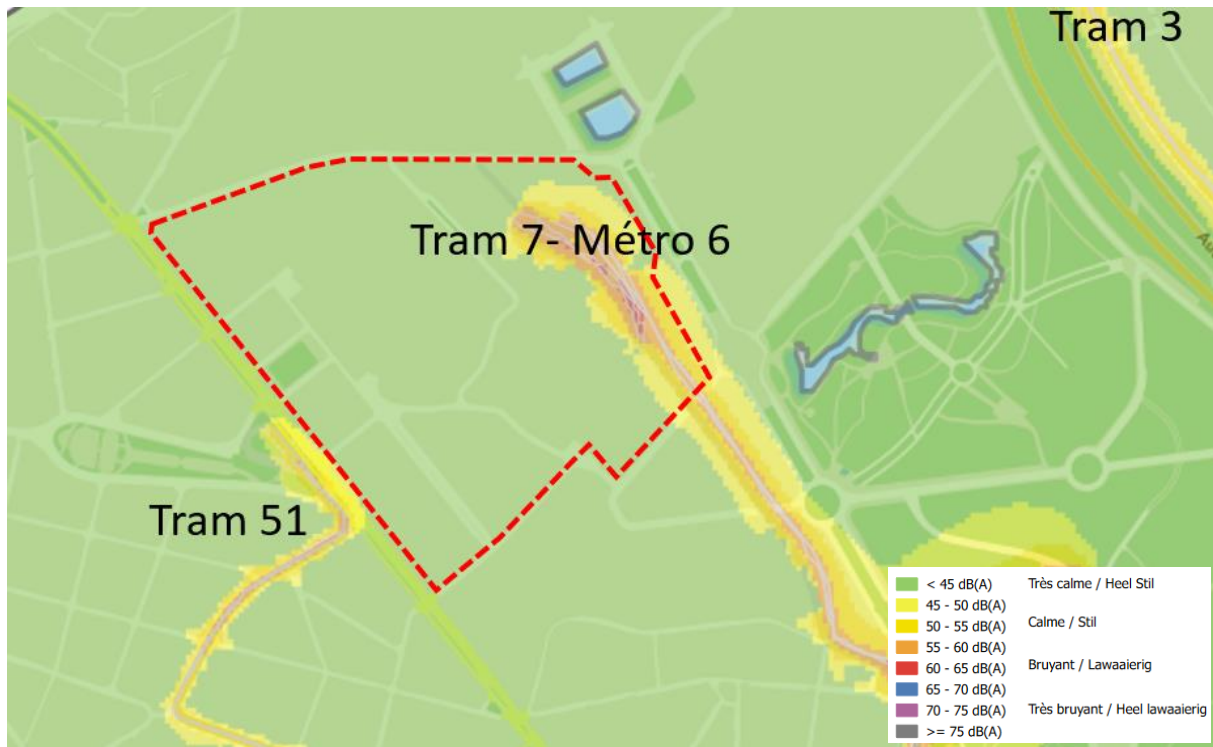 Tram 3
Tram 7- Métro 6
Tram 51
< 45 dB(A) Très calme / Heel Stil
45 - 50 dB(A)
50 - 55 dB(A) Calme / Stil
55 - 60 dB(A)
60 - 65 dB(A) Bruyant / Lawaaierig
65 - 70 dB(A)
70 - 75 dB(A) Très bruyant / Heel lawaaierig
>= 75 dB(A)